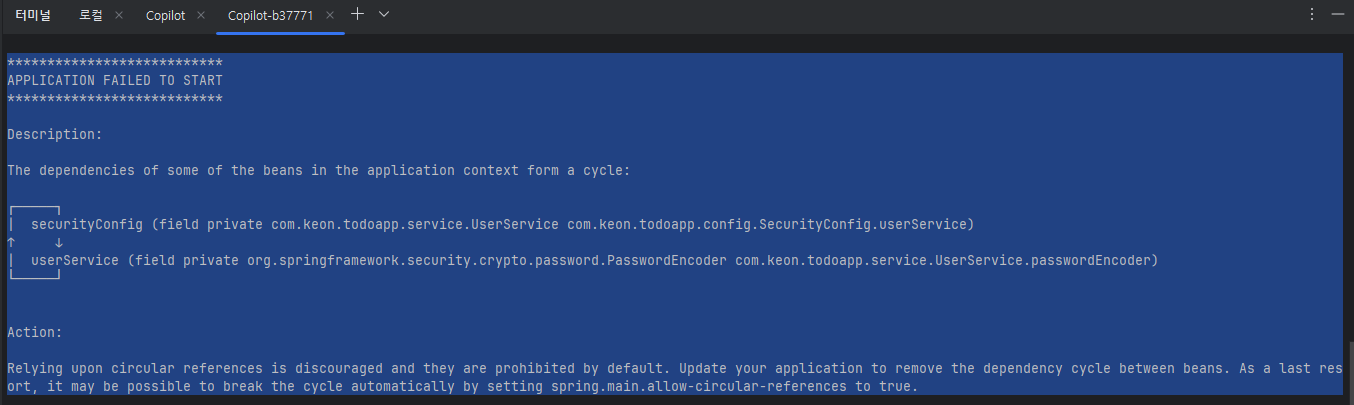 터미널 로컬 × Copilot × Copilot-b37771 ×
***************************
APPLICATION FAILED TO START
***************************
Description:
The dependencies of some of the beans in the application context form a cycle:
┌─────┐
|  securityConfig (field private com.keon.todoapp.service.UserService com.keon.todoapp.config.SecurityConfig.userService)
↑     ↓
|  userService (field private org.springframework.security.crypto.password.PasswordEncoder com.keon.todoapp.service.UserService.passwordEncoder)
└─────┘
Action:
Relying upon circular references is discouraged and they are prohibited by default. Update your application to remove the dependency cycle between beans. As a last res
ort, it may be possible to break the cycle automatically by setting spring.main.allow-circular-references to true.